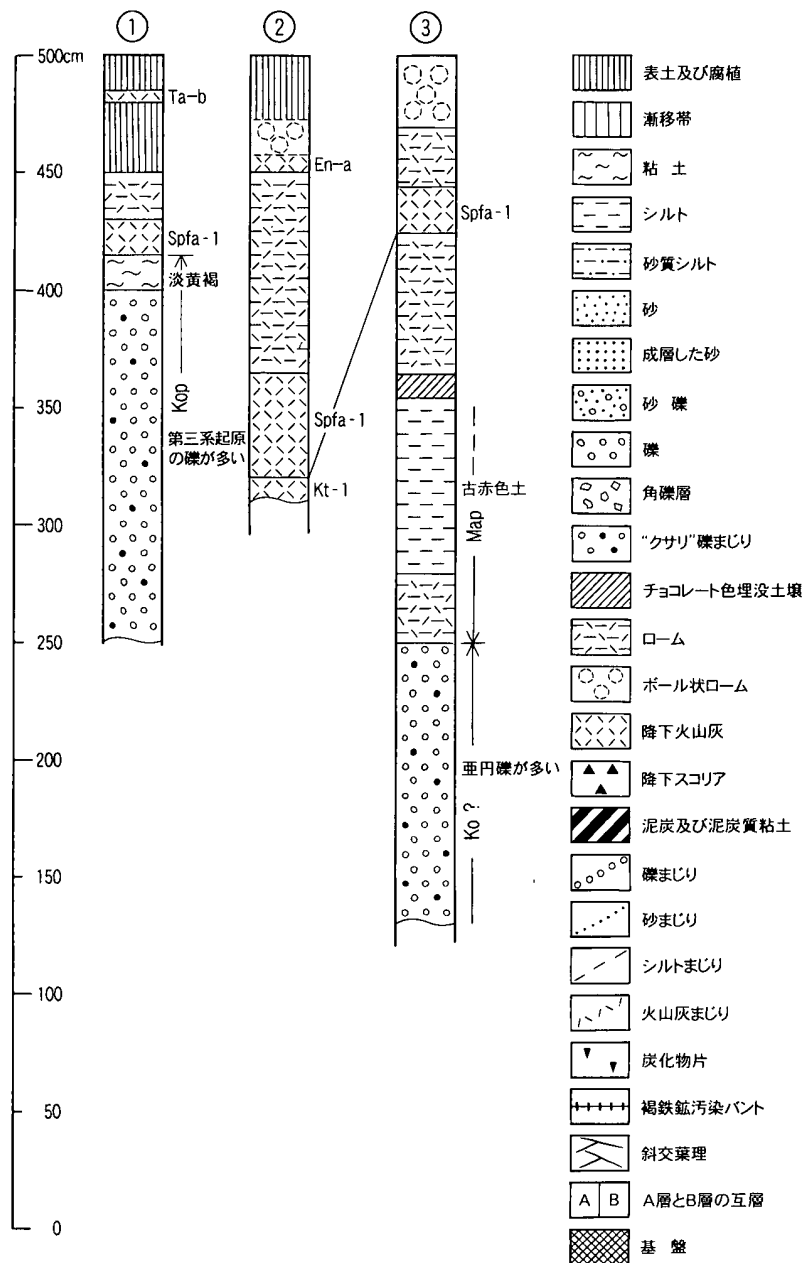 ① ② ③
500cm
450
400
350
300
250
200
150
100
50
0
Ta-b
Spfa-1
淡黄褐
Kop
第三系起原
の礫が多い
En-a
Spfa-1
Kt-1
Spfa-1
古赤色土
Map
亜円礫が多い
Ko ?
表土及び腐植
漸移帯
粘 土
シルト
砂質シルト
砂
成層した砂
砂 礫
礫
角礫層
“クサリ”礫まじり
チョコレート色埋没土壌
ローム
ボール状ローム
降下火山灰
降下スコリア
泥炭及び泥炭質粘土
礫まじり
砂まじり
シルトまじり
火山灰まじり
炭化物片
褐鉄鉱汚染バント
斜交葉理
A B A層とB層の互層
基 盤